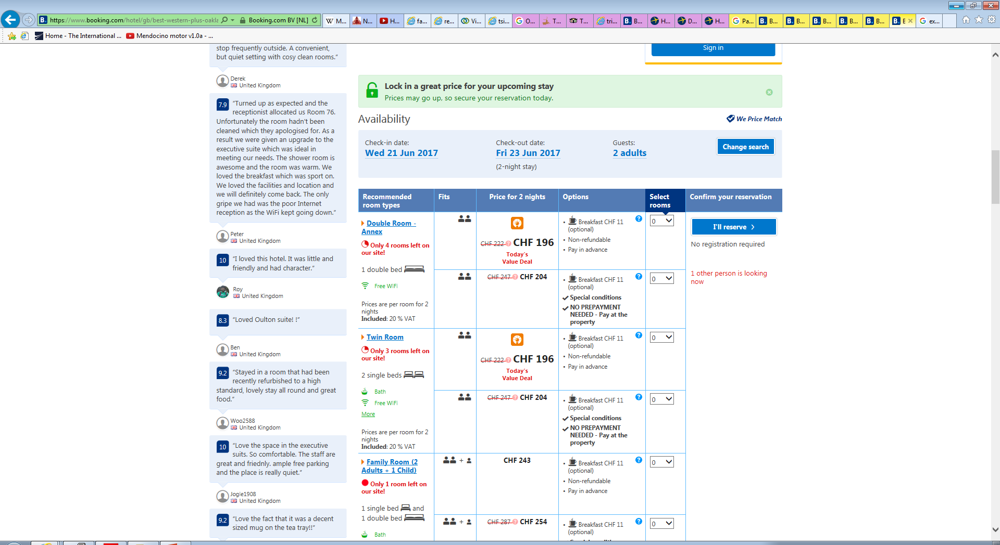 https://www.booking.com/hotel/gb/best-western-plus-oakla
Booking.com BV [NL]
M...
N...
H...
fa...
re...
Vi...
tsi...
O...
T...
T...
tri...
B...
H...
D...
H...
Pa...
B...
B...
B...
B...
B...
E
ex...
Home - The International ...
Mendocino motor v1.0a - ...
stop frequently outside. A convenient,
but quiet setting with cosy clean rooms.”
Derek
United Kingdom
7.9
“Turned up as expected and the
receptionist allocated us Room 76.
Unfortunately the room hadn't been
cleaned which they apologised for. As a
result we were given an upgrade to the
executive suite which was ideal in
meeting our needs. The shower room is
awesome and the room was warm. We
loved the breakfast which was sport on.
We loved the facilities and location and
we will definitely come back. The only
gripe we had was the poor Internet
reception as the WiFi kept going down.”
Peter
United Kingdom
10
“I loved this hotel. It was little and
friendly and had character.”
Roy
United Kingdom
8.3
“Loved Oulton suite! !”
Ben
United Kingdom
9.2
“Stayed in a room that had been
recently refurbished to a high
standard, lovely stay all round and great
food.”
Woo2588
United Kingdom
10
“Love the space in the executive
suits. So comfortable. The staff are
great and friednly. ample free parking
and the place is really quiet.”
Jogie1908
United Kingdom
9.2
“Love the fact that it was a decent
sized mug on the tea tray!!”
Sign in
Lock in a great price for your upcoming stay
Prices may go up, so secure your reservation today.
Availability
We Price Match
Check-in date:
Wed 21 Jun 2017
Check-out date:
Fri 23 Jun 2017
(2-night stay)
Guests:
2 adults
Change search
Recommended
room types
Fits
Price for 2 nights
Options
Select
rooms
Confirm your reservation
Double Room -
Annex
Only 4 rooms left on
our site!
1 double bed
Free WiFi
Prices are per room for 2
nights
Included: 20 % VAT
CHF 222 CHF 196
Today's
Value Deal
• Breakfast CHF 11
(optional)
• Non-refundable
• Pay in advance
0
I'll reserve
No registration required
1 other person is looking
now
CHF 247 CHF 204
• Breakfast CHF 11
(optional)
Special conditions
NO PREPAYMENT
NEEDED - Pay at the
property
0
Twin Room
Only 3 rooms left on
our site!
2 single beds
Bath
Free WiFi
More
Prices are per room for 2
nights
Included: 20 % VAT
CHF 222 CHF 196
Today's
Value Deal
• Breakfast CHF 11
(optional)
• Non-refundable
• Pay in advance
0
CHF 247 CHF 204
• Breakfast CHF 11
(optional)
Special conditions
NO PREPAYMENT
NEEDED - Pay at the
property
0
Family Room (2
Adults + 1 Child)
Only 1 room left on
our site!
1 single bed and
1 double bed
Bath
+
CHF 243
• Breakfast CHF 11
(optional)
• Non-refundable
• Pay in advance
0
+
CHF 287 CHF 254
• Breakfast CHF 11
(optional)
0